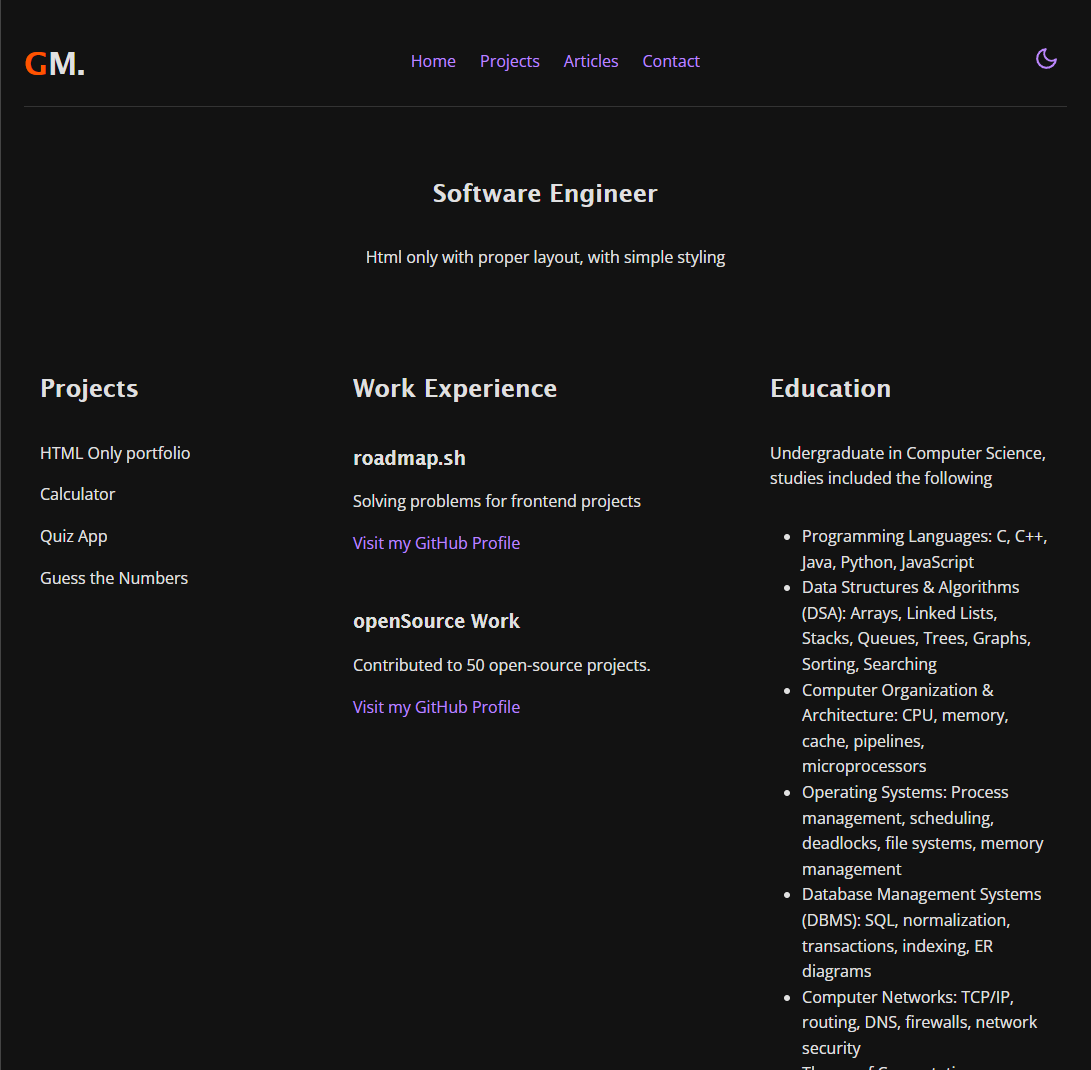 GM.
Home Projects Articles Contact
Software Engineer
Html only with proper layout, with simple styling
Projects
HTML Only portfolio
Calculator
Quiz App
Guess the Numbers
Work Experience
roadmap.sh
Solving problems for frontend projects
Visit my GitHub Profile
openSource Work
Contributed to 50 open-source projects.
Visit my GitHub Profile
Education
Undergraduate in Computer Science,
studies included the following
Programming Languages: C, C++,
Java, Python, JavaScript
Data Structures & Algorithms
(DSA): Arrays, Linked Lists,
Stacks, Queues, Trees, Graphs,
Sorting, Searching
Computer Organization &
Architecture: CPU, memory,
cache, pipelines,
microprocessors
Operating Systems: Process
management, scheduling,
deadlocks, file systems, memory
management
Database Management Systems
(DBMS): SQL, normalization,
transactions, indexing, ER
diagrams
Computer Networks: TCP/IP,
routing, DNS, firewalls, network
security